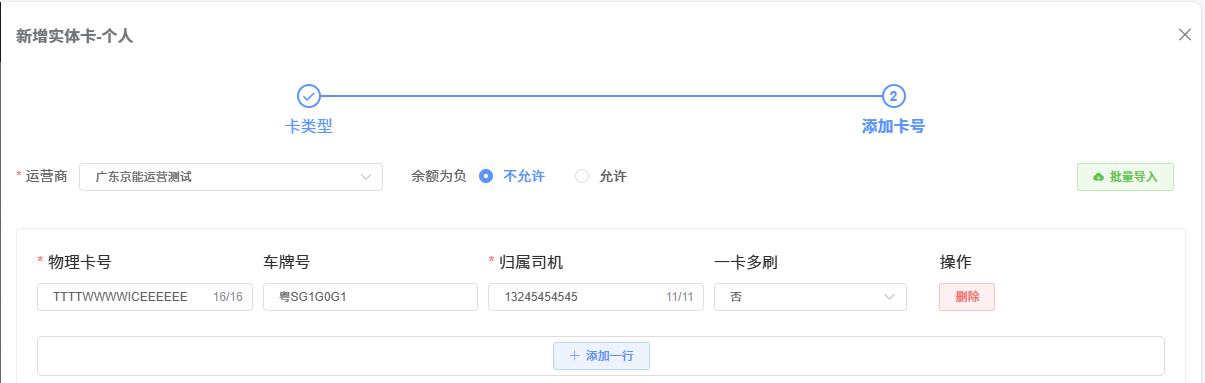 新增实体卡-个人
2
卡类型 添加卡号
* 运营商 广东京能运营测试 余额为负 不允许 允许 批量导入
* 物理卡号 车牌号 * 归属司机 一卡多刷 操作
TTTTWWWWICEEEEEE 16/16 粤SG1G0G1 13245454545 11/11 否 删除
+ 添加一行